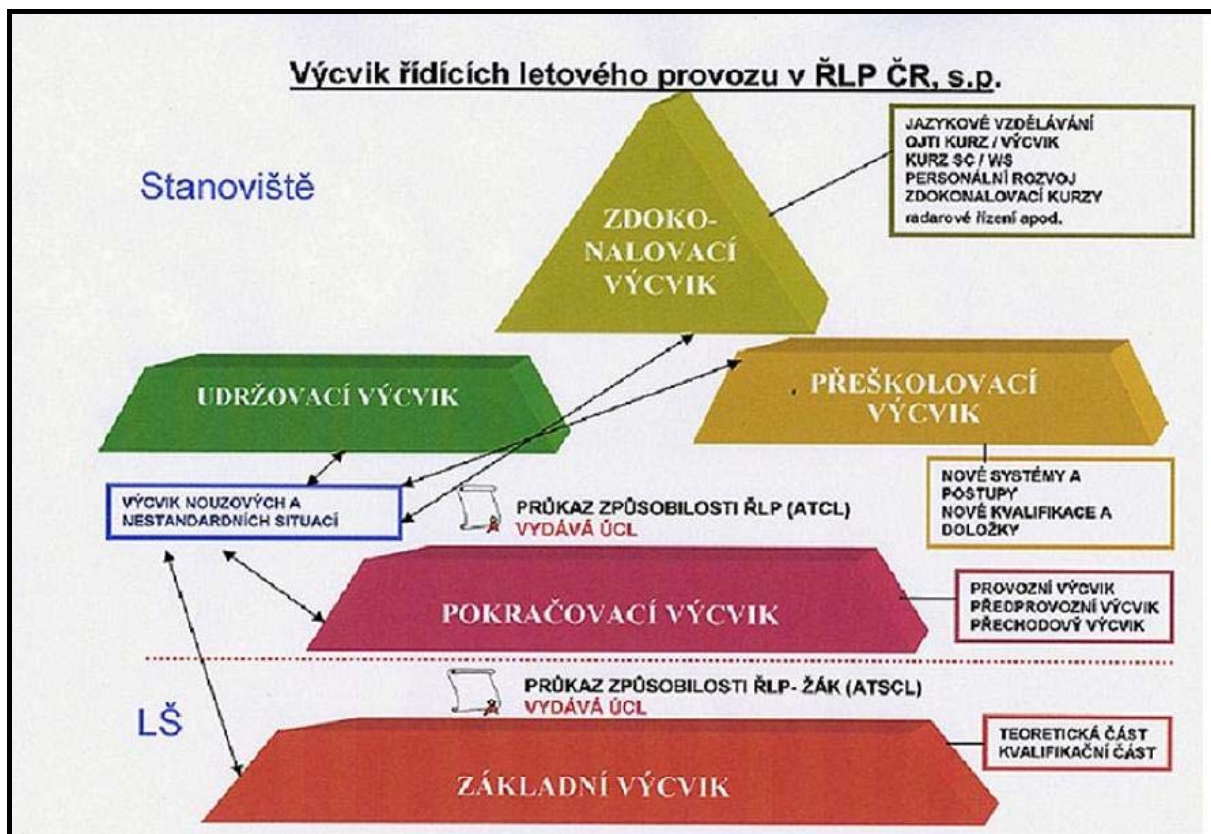 Výcvik řídících letového provozu v ŘLP ČR, s.p.
Stanoviště
JAZYKOVÉ VZDĚLÁVÁNÍ
OJTI KURZ / VÝCVIK
KURZ SC / WS
PERSONÁLNÍ ROZVOJ
ZDOKONALOVACÍ KURZY
radarové řízení apod.
ZDOKO-
NALOVACÍ
VÝCVIK
UDRŽOVACÍ VÝCVIK
PŘEŠKOLOVACÍ
VÝCVIK
VÝCVIK NOUZOVÝCH A
NESTANDARDNÍCH SITUACÍ
PRŮKAZ ZPŮSOBILOSTI ŘLP (ATCL)
VYDÁVÁ ÚCL
NOVÉ SYSTÉMY A
POSTUPY
NOVÉ KVALIFIKACE A
DOLOŽKY
POKRAČOVACÍ VÝCVIK
PROVOZNÍ VÝCVIK
PŘEDPROVOZNÍ VÝCVIK
PŘECHODOVÝ VÝCVIK
PRŮKAZ ZPŮSOBILOSTI ŘLP- ŽÁK (ATSCL)
VYDÁVÁ ÚCL
LŠ
TEORETICKÁ ČÁST
KVALIFIKAČNÍ ČÁST
ZÁKLADNÍ VÝCVIK